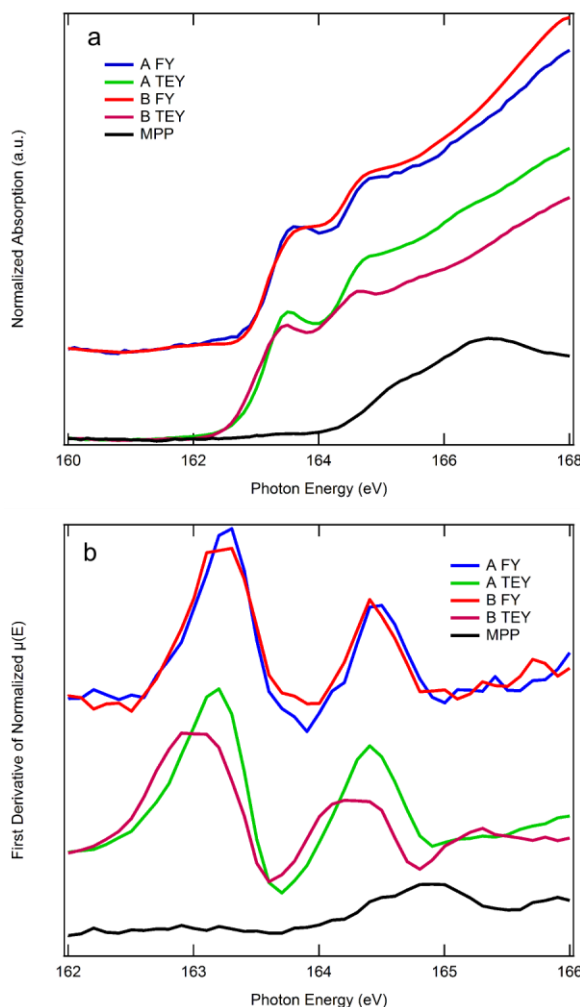 a
A FY
A TEY
B FY
B TEY
MPP
Normalized Absorption (a.u.)
160
162
164
166
168
Photon Energy (eV)
b
A FY
A TEY
B FY
B TEY
MPP
First Derivative of Normalized μ(E)
162
163
164
165
166
Photon Energy (eV)